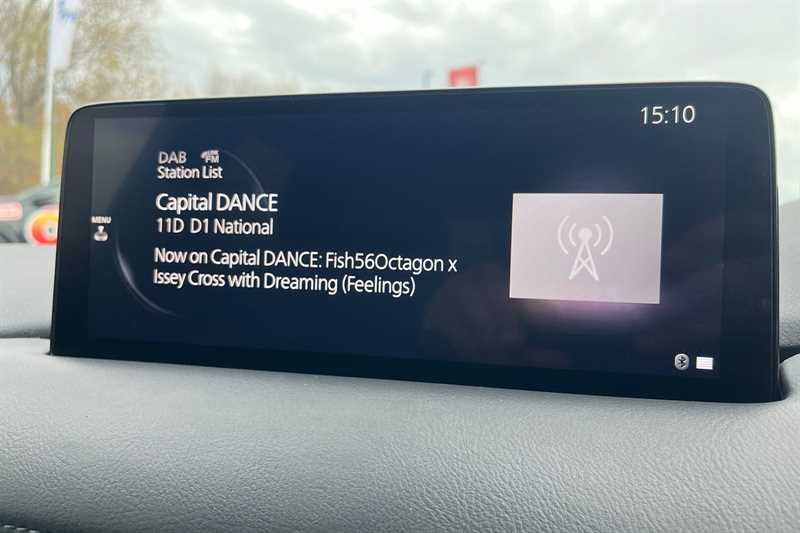 15:10
DAB
LINK
FM
Station List
Capital DANCE
11D D1 National
MENU
Now on Capital DANCE: Fish56Octagon x
Issey Cross with Dreaming (Feelings)